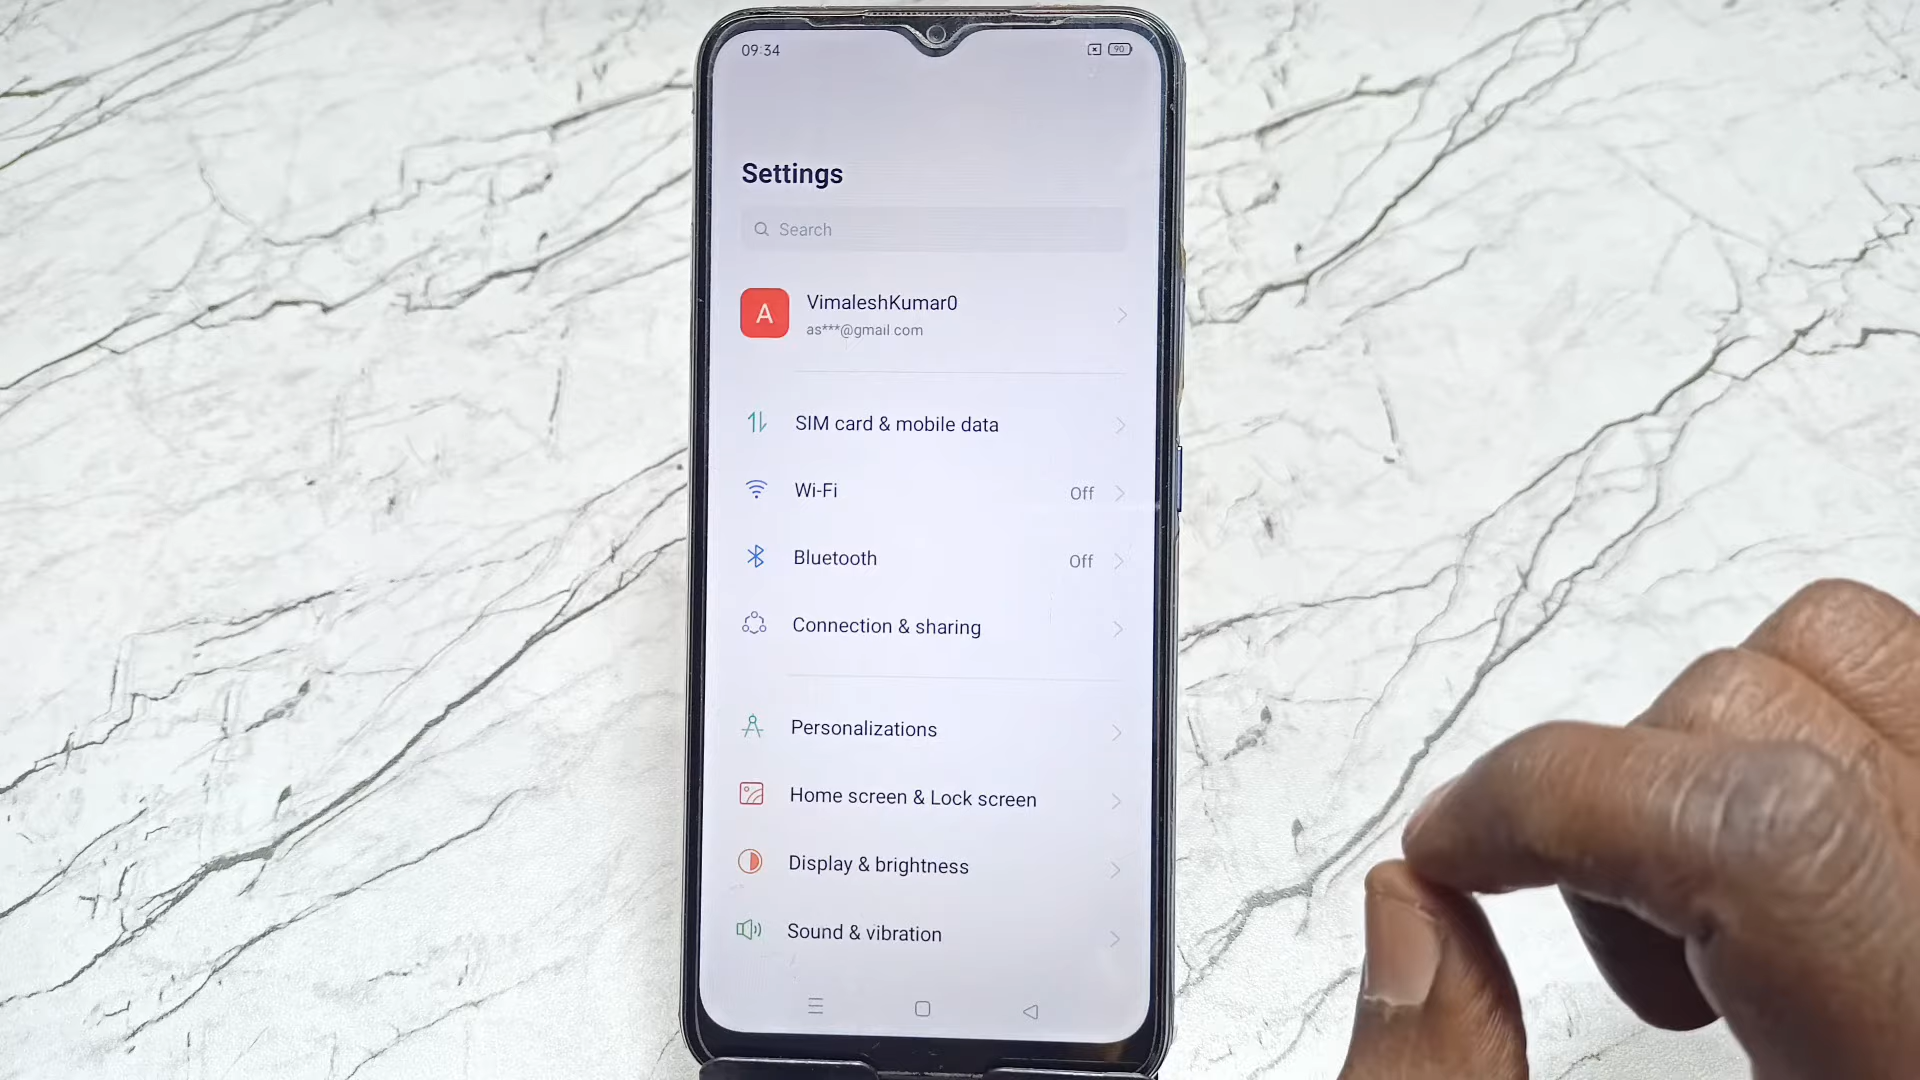 09:34
90
Settings
Search
A
VimaleshKumar0
as***@gmail com
SIM card & mobile data
Wi-Fi
Off
Bluetooth
Off
Connection & sharing
Personalizations
Home screen & Lock screen
Display & brightness
Sound & vibration